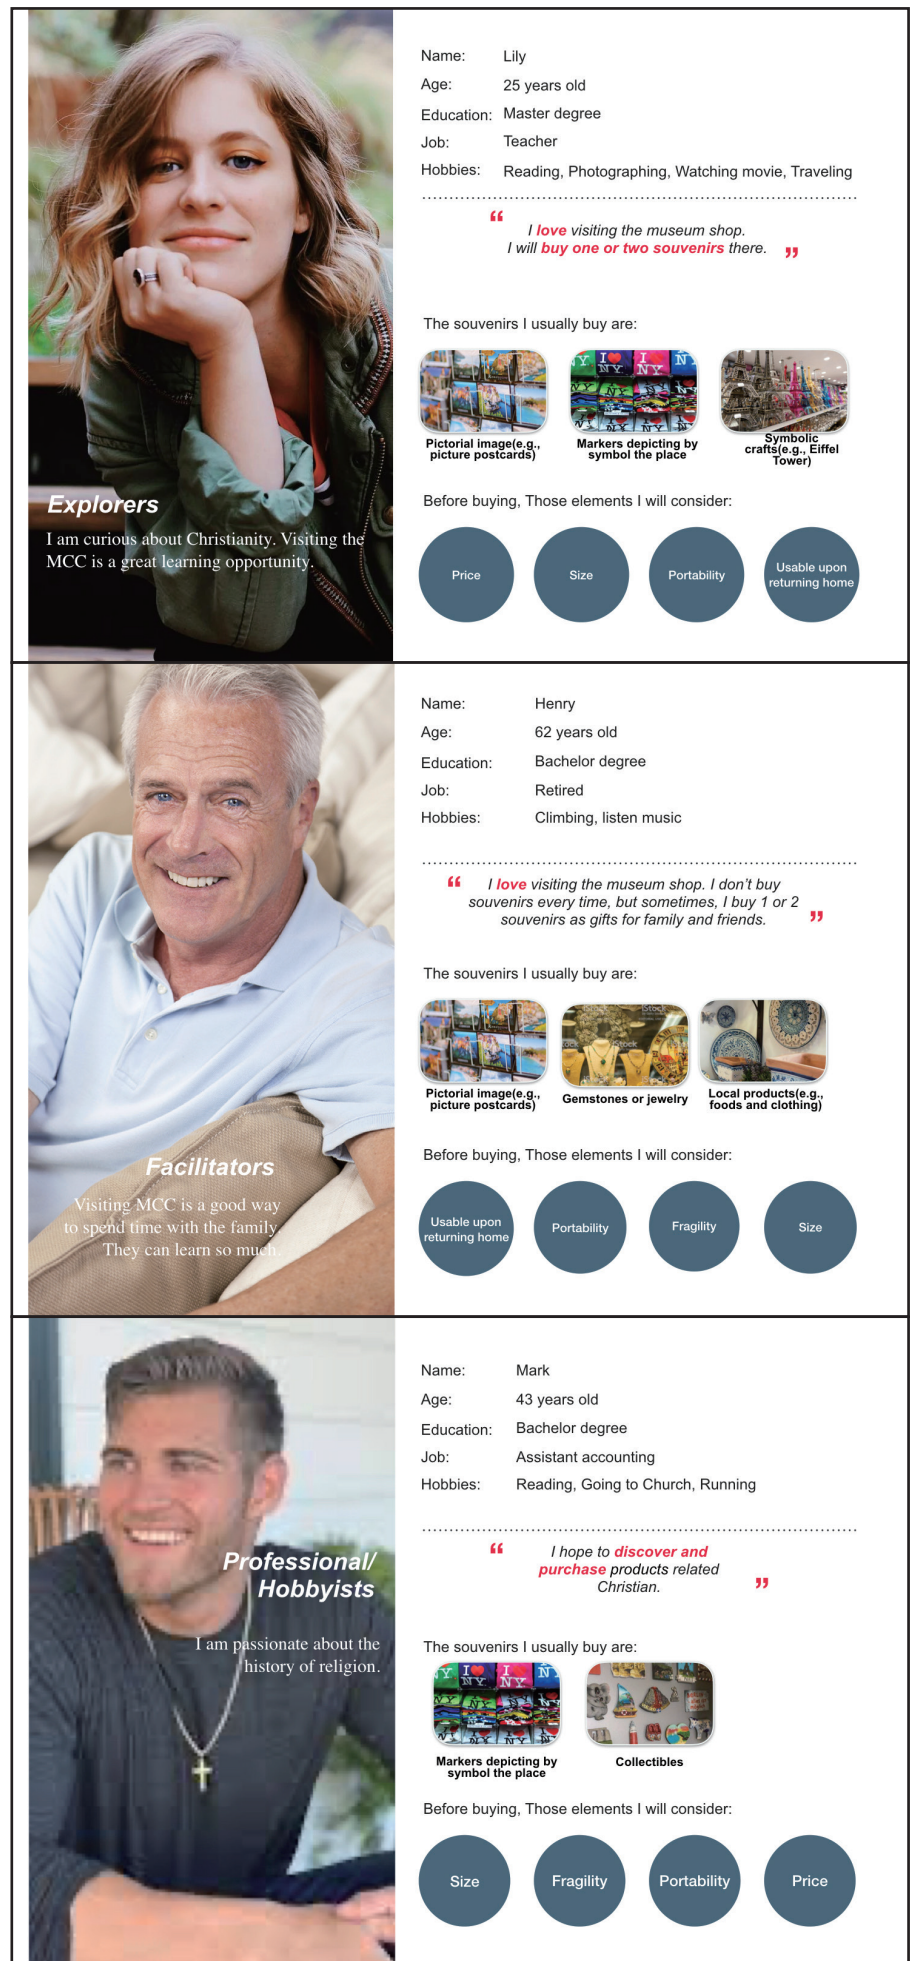 Name: Lily
Age: 25 years old
Education: Master degree
Job: Teacher
Hobbies: Reading, Photographing, Watching movie, Traveling
“ I love visiting the museum shop.
I will buy one or two souvenirs there. ”
The souvenirs I usually buy are:
Pictorial image(e.g.,
picture postcards)
Markers depicting by
symbol the place
Symbolic
crafts(e.g., Eiffel
Tower)
Explorers
I am curious about Christianity. Visiting the
MCC is a great learning opportunity.
Before buying, Those elements I will consider:
Price
Size
Portability
Usable upon
returning home
Name: Henry
Age: 62 years old
Education: Bachelor degree
Job: Retired
Hobbies: Climbing, listen music
“ I love visiting the museum shop. I don’t buy
souvenirs every time, but sometimes, I buy 1 or 2
souvenirs as gifts for family and friends. ”
The souvenirs I usually buy are:
Pictorial image(e.g.,
picture postcards)
Gemstones or jewelry
Local products(e.g.,
foods and clothing)
Facilitators
Visiting MCC is a good way
to spend time with the family.
They can learn so much.
Before buying, Those elements I will consider:
Usable upon
returning home
Portability
Fragility
Size
Name: Mark
Age: 43 years old
Education: Bachelor degree
Job: Assistant accounting
Hobbies: Reading, Going to Church, Running
“ I hope to discover and
purchase products related
Christian. ”
Professional/
Hobbyists
I am passionate about the
history of religion.
The souvenirs I usually buy are:
Markers depicting by
symbol the place
Collectibles
Before buying, Those elements I will consider:
Size
Fragility
Portability
Price